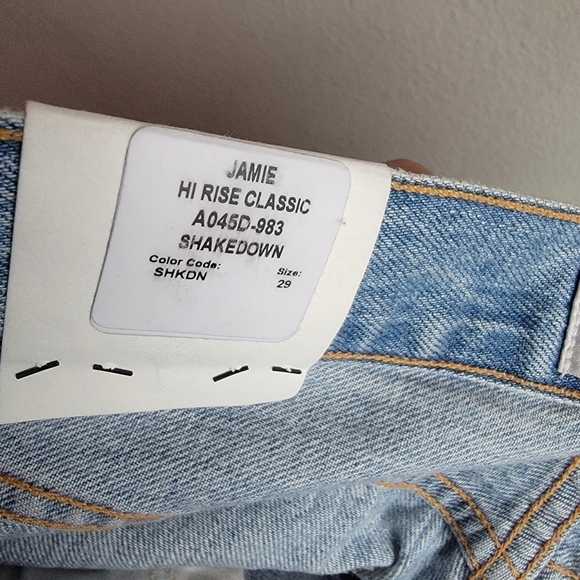 JAMIE
HI RISE CLASSIC
A045D-983
SHAKEDOWN
Color Code: Size:
SHKDN 29